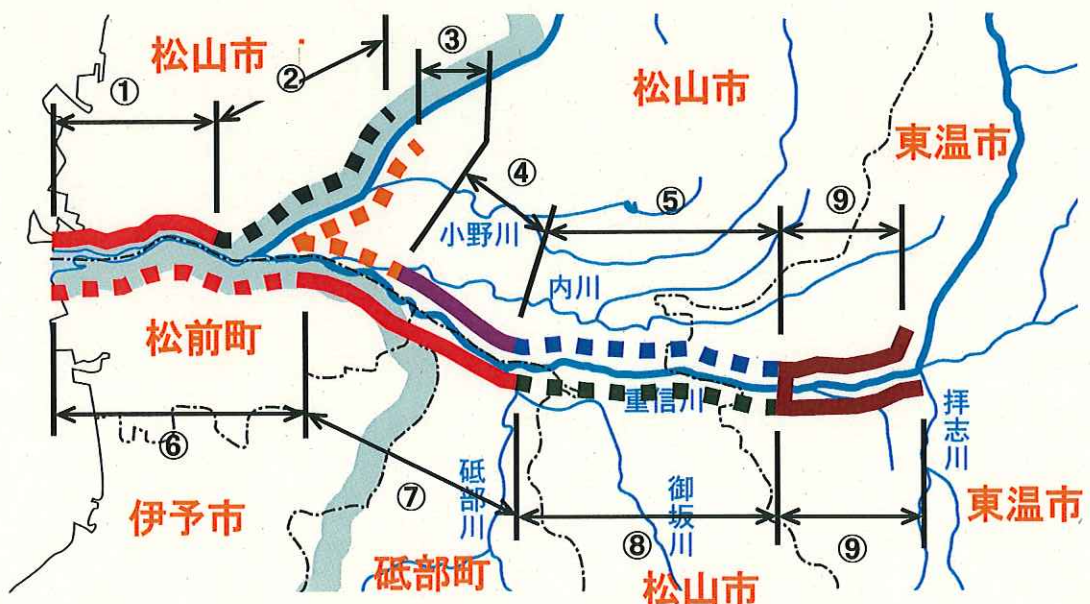 松山市
①
②
③
松山市
東温市
④
⑤
⑨
小野川
内川
松前町
重信川
拝志川
⑥
⑦
砥部川
御坂川
伊予市
東温市
⑧
⑨
砥部町
松山市